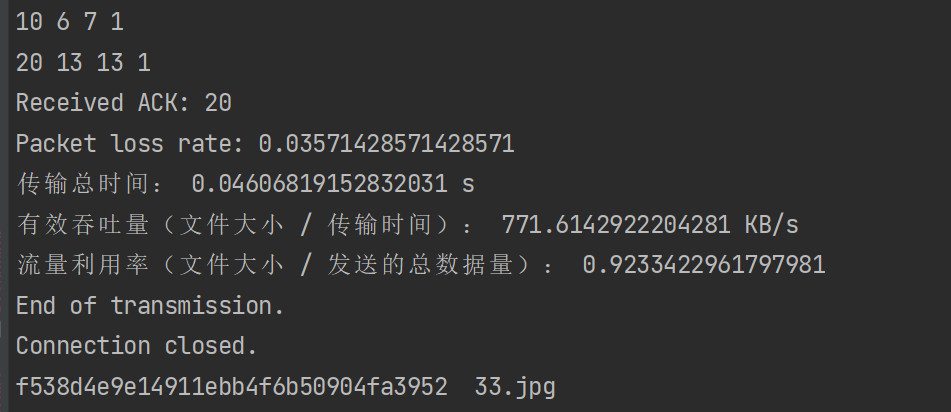 10 6 7 1
20 13 13 1
Received ACK: 20
Packet loss rate: 0.03571428571428571
传输总时间： 0.04606819152832031 s
有效吞吐量（文件大小 / 传输时间）： 771.6142922204281 KB/s
流量利用率（文件大小 / 发送的总数据量）： 0.9233422961797981
End of transmission.
Connection closed.
f538d4e9e14911ebb4f6b50904fa3952  33.jpg